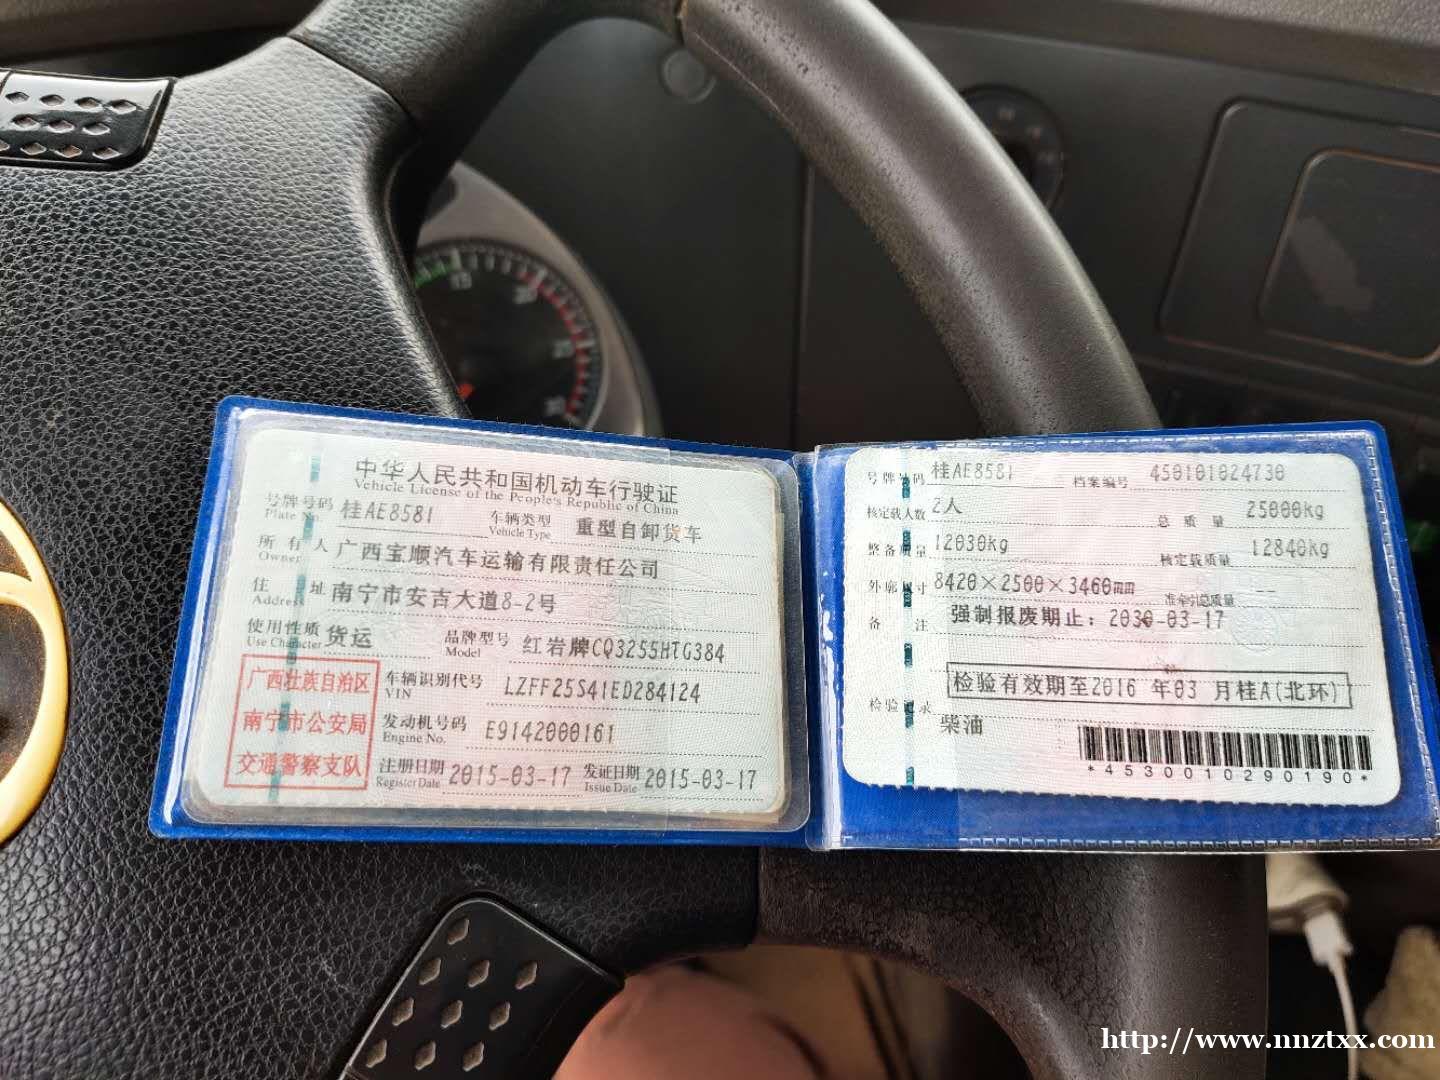 中华人民共和国机动车行驶证
Vehicle License of the People's Republic of China
号牌号码 桂AE8581 车辆类型 重型自卸货车
Plate No. Vehicle Type
所有人 广西宝顺汽车运输有限责任公司
Owner
住址 南宁市安吉大道8-2号
Address
使用性质 货运 品牌型号 红岩牌CQ3255HTG384
Use Character Model
广西壮族自治区
南宁市公安局
交通警察支队
车辆识别代号 LZFF25S41ED284124
VIN
发动机号码 E9142000161
Engine No.
注册日期 2015-03-17 发证日期 2015-03-17
Register Date Issue Date
号牌号码 桂AE8581 档案编号 450101024730
核定载人数 2人 总质量 25000kg
整备质量 12030kg 核定载质量 12840kg
外廓尺寸 8420×2500×3460mm 准牵引总质量 --
备注 强制报废期止：2030-03-17
检验有效期至2016 年03 月桂A(北环)
检验记录
柴油
*4530010290190*
15
http://www.nnztxx.com